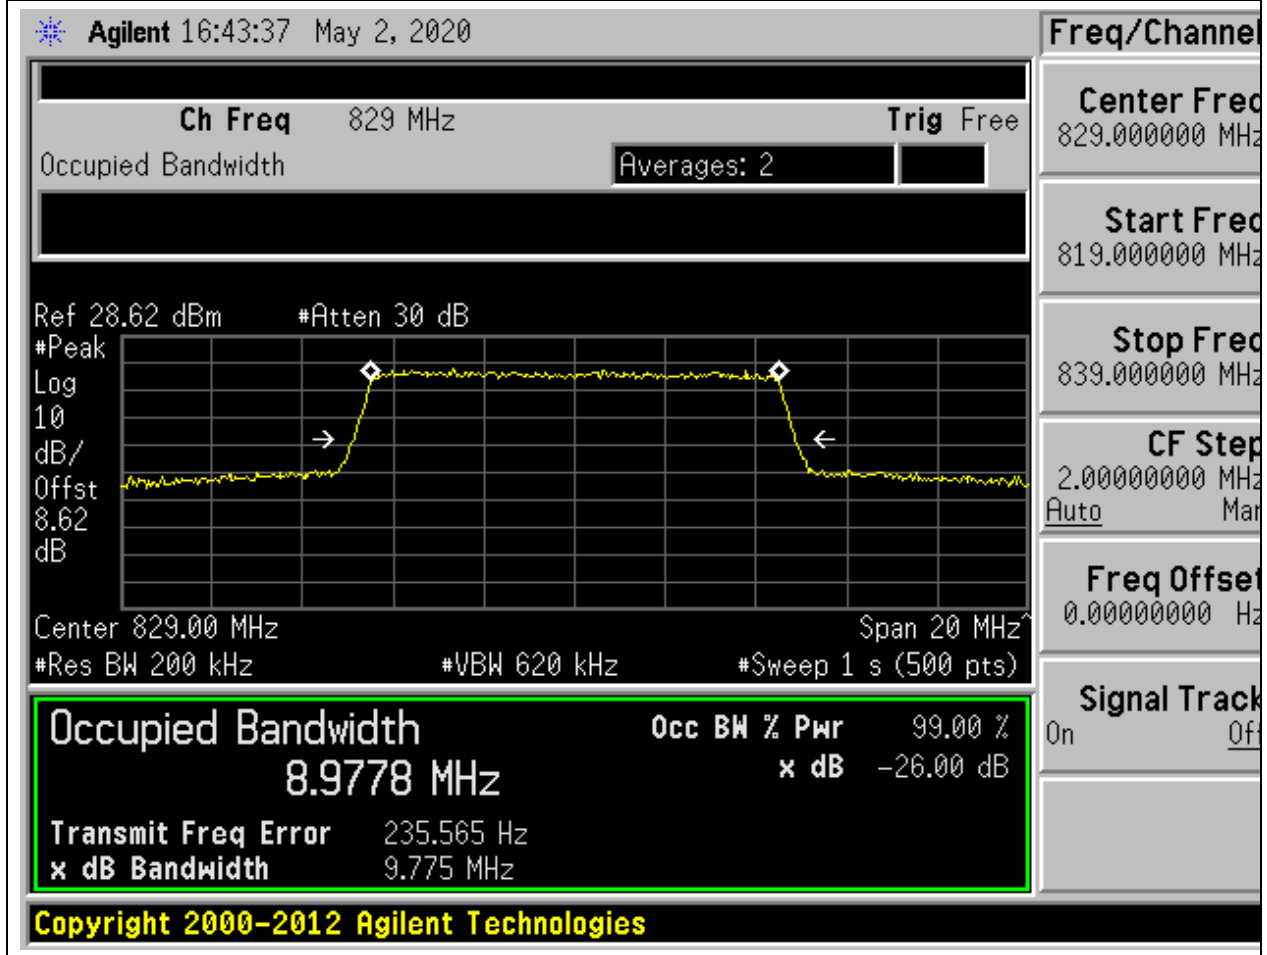 Agilent 16:43:37 May 2, 2020
Freq/Channel
Ch Freq 829 MHz Trig Free
Occupied Bandwidth Averages: 2
Center Freq
829.000000 MHz
Start Freq
819.000000 MHz
Stop Freq
839.000000 MHz
CF Step
2.00000000 MHz
Auto Man
Freq Offset
0.00000000 Hz
Signal Track
On Off
Ref 28.62 dBm #Atten 30 dB
#Peak
Log
10
dB/
Offst
8.62
dB
Center 829.00 MHz Span 20 MHz^
#Res BW 200 kHz #VBW 620 kHz #Sweep 1 s (500 pts)
Occupied Bandwidth Occ BW % Pwr 99.00 %
8.9778 MHz x dB -26.00 dB
Transmit Freq Error 235.565 Hz
x dB Bandwidth 9.775 MHz
Copyright 2000-2012 Agilent Technologies